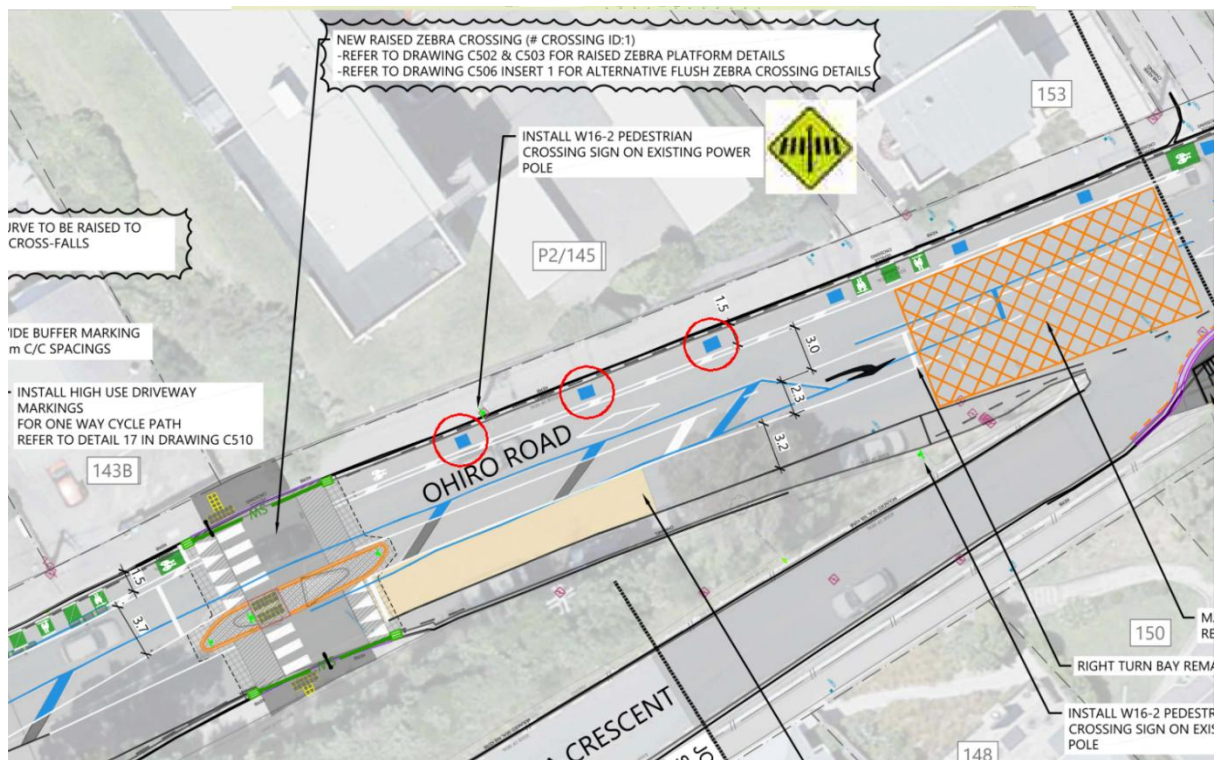 NEW RAISED ZEBRA CROSSING (# CROSSING ID:1)
-REFER TO DRAWING C502 & C503 FOR RAISED ZEBRA PLATFORM DETAILS
-REFER TO DRAWING C506 INSERT 1 FOR ALTERNATIVE FLUSH ZEBRA CROSSING DETAILS
153
INSTALL W16-2 PEDESTRIAN
CROSSING SIGN ON EXISTING POWER
POLE
URVE TO BE RAISED TO
CROSS-FALLS
P2/145
1.5
VIDE BUFFER MARKING
m C/C SPACINGS
3.0
INSTALL HIGH USE DRIVEWAY
MARKINGS
FOR ONE WAY CYCLE PATH
REFER TO DETAIL 17 IN DRAWING C510
2.3
3.2
143B
OHIRO ROAD
1.5
3.7
150
RIGHT TURN BAY REMA
INSTALL W16-2 PEDESTR
CROSSING SIGN ON EXIS
POLE
A CRESCENT
148